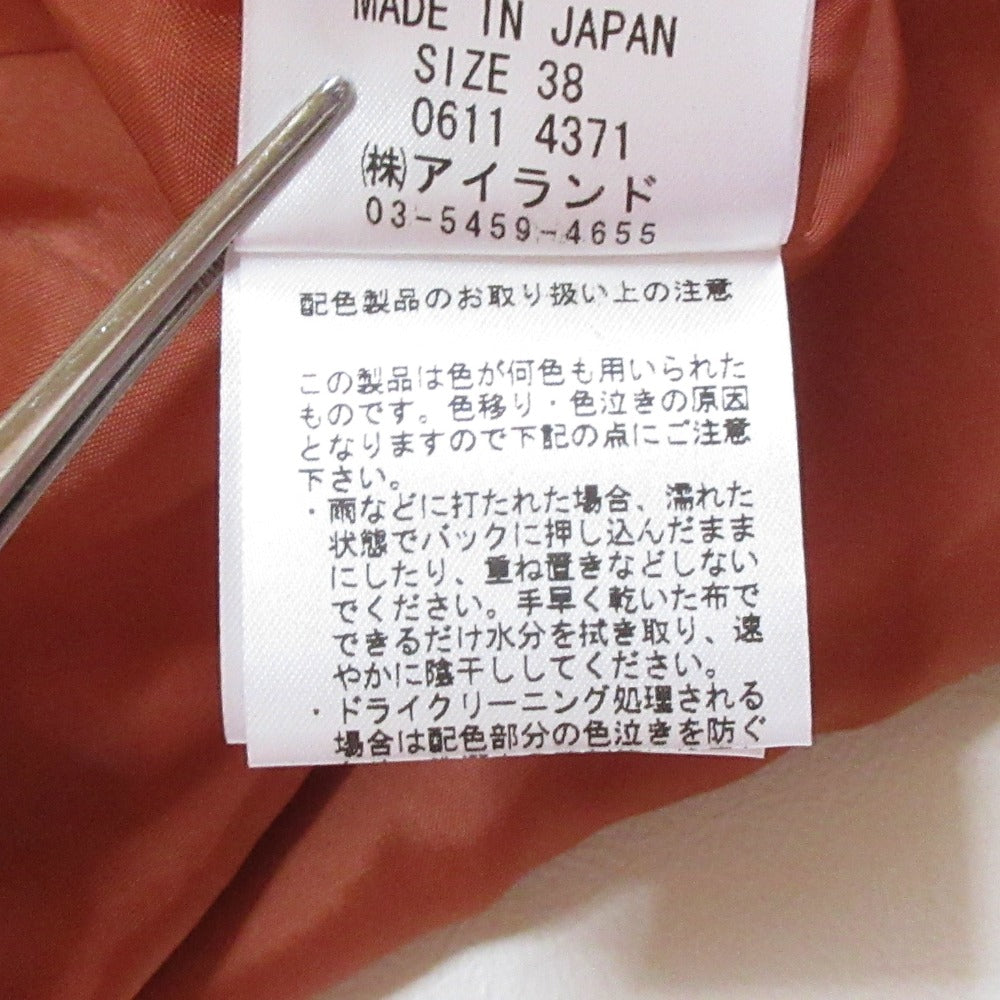 MADE IN JAPAN
SIZE 38
0611 4371
㈱アイランド
03-5459-4655
配色製品のお取り扱い上の注意
この製品は色が何色も用いられた
ものです。色移り・色泣きの原因
となりますので下記の点にご注意
下さい。
・雨などに打たれた場合、濡れた
状態でバックに押し込んだまま
にしたり、重ね置きなどしない
でください。手早く乾いた布で
できるだけ水分を拭き取り、速
やかに陰干ししてください。
・ドライクリーニング処理される
場合は配色部分の色泣きを防ぐ